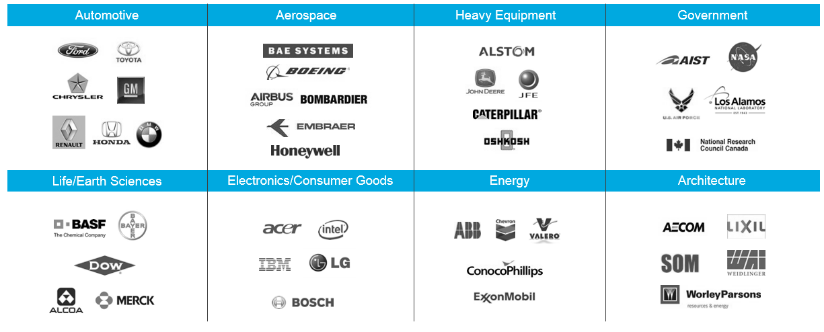 Automotive
Aerospace
Heavy Equipment
Government
Ford
TOYOTA
CHRYSLER
GM
RENAULT
HONDA
BMW
BAE SYSTEMS
BOEING®
AIRBUS
GROUP
BOMBARDIER
EMBRAER
Honeywell
ALSTOM
JOHN DEERE
JFE
CATERPILLAR®
OSHKOSH
AIST
NASA
U.S. AIR FORCE
Los Alamos
NATIONAL LABORATORY
EST. 1943
National Research
Council Canada
Life/Earth Sciences
Electronics/Consumer Goods
Energy
Architecture
BASF
The Chemical Company
BAYER
DOW
ALCOA
MERCK
acer
intel
IBM
LG
BOSCH
ABB
Chevron
VALERO
ConocoPhillips
ExxonMobil
AECOM
LIXIL
SOM
WAI
WEIDLINGER
WorleyParsons
resources & energy